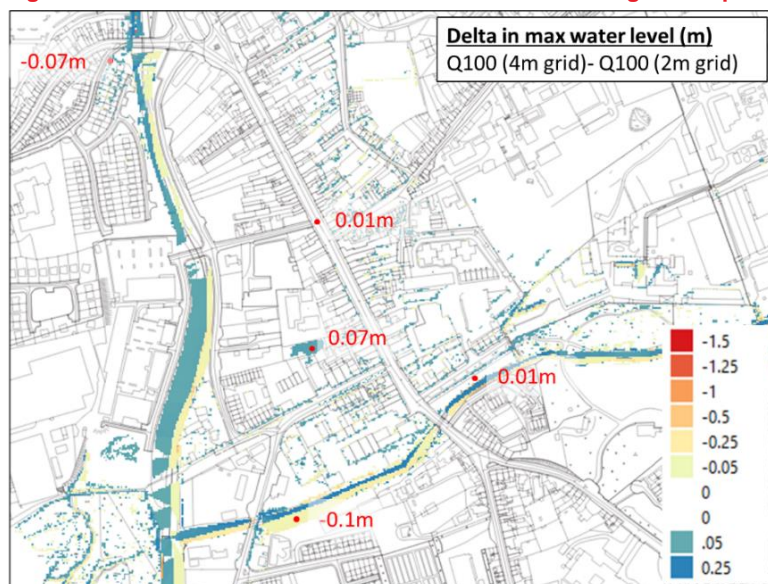 Delta in max water level (m)
Q100 (4m grid)- Q100 (2m grid)
-0.07m
0.01m
0.07m
0.01m
-0.1m
-1.5
-1.25
-1
-0.5
-0.25
-0.05
0
0
.05
0.25